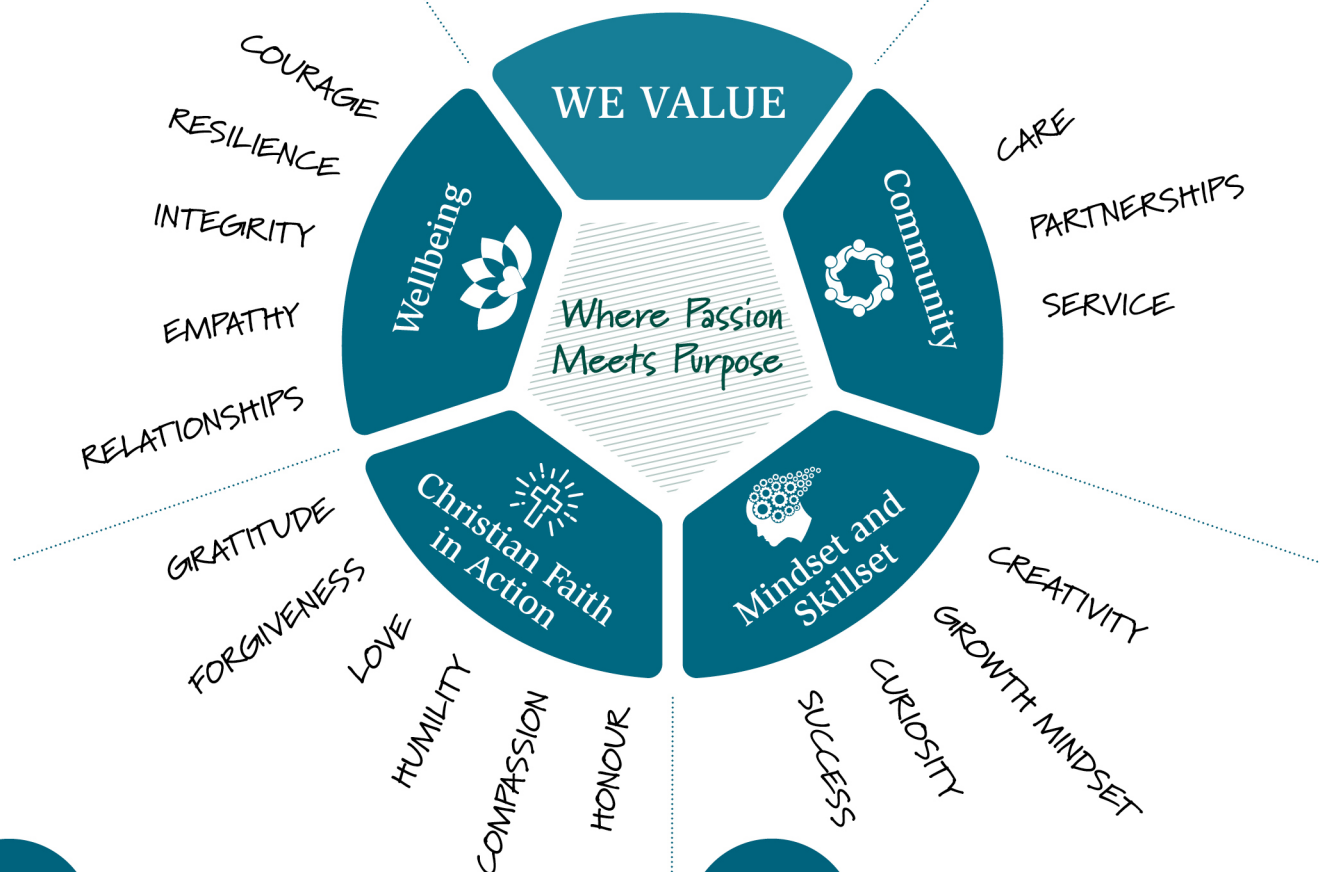 WE VALUE
Where Passion
Meets Purpose
Wellbeing
COURAGE
RESILIENCE
INTEGRITY
EMPATHY
RELATIONSHIPS
Community
CARE
PARTNERSHIPS
SERVICE
Mindset and
Skillset
CREATIVITY
GROWTH MINDSET
CURIOSITY
SUCCESS
Christian Faith
in Action
GRATITUDE
FORGIVENESS
LOVE
HUMILITY
COMPASSION
HONOUR